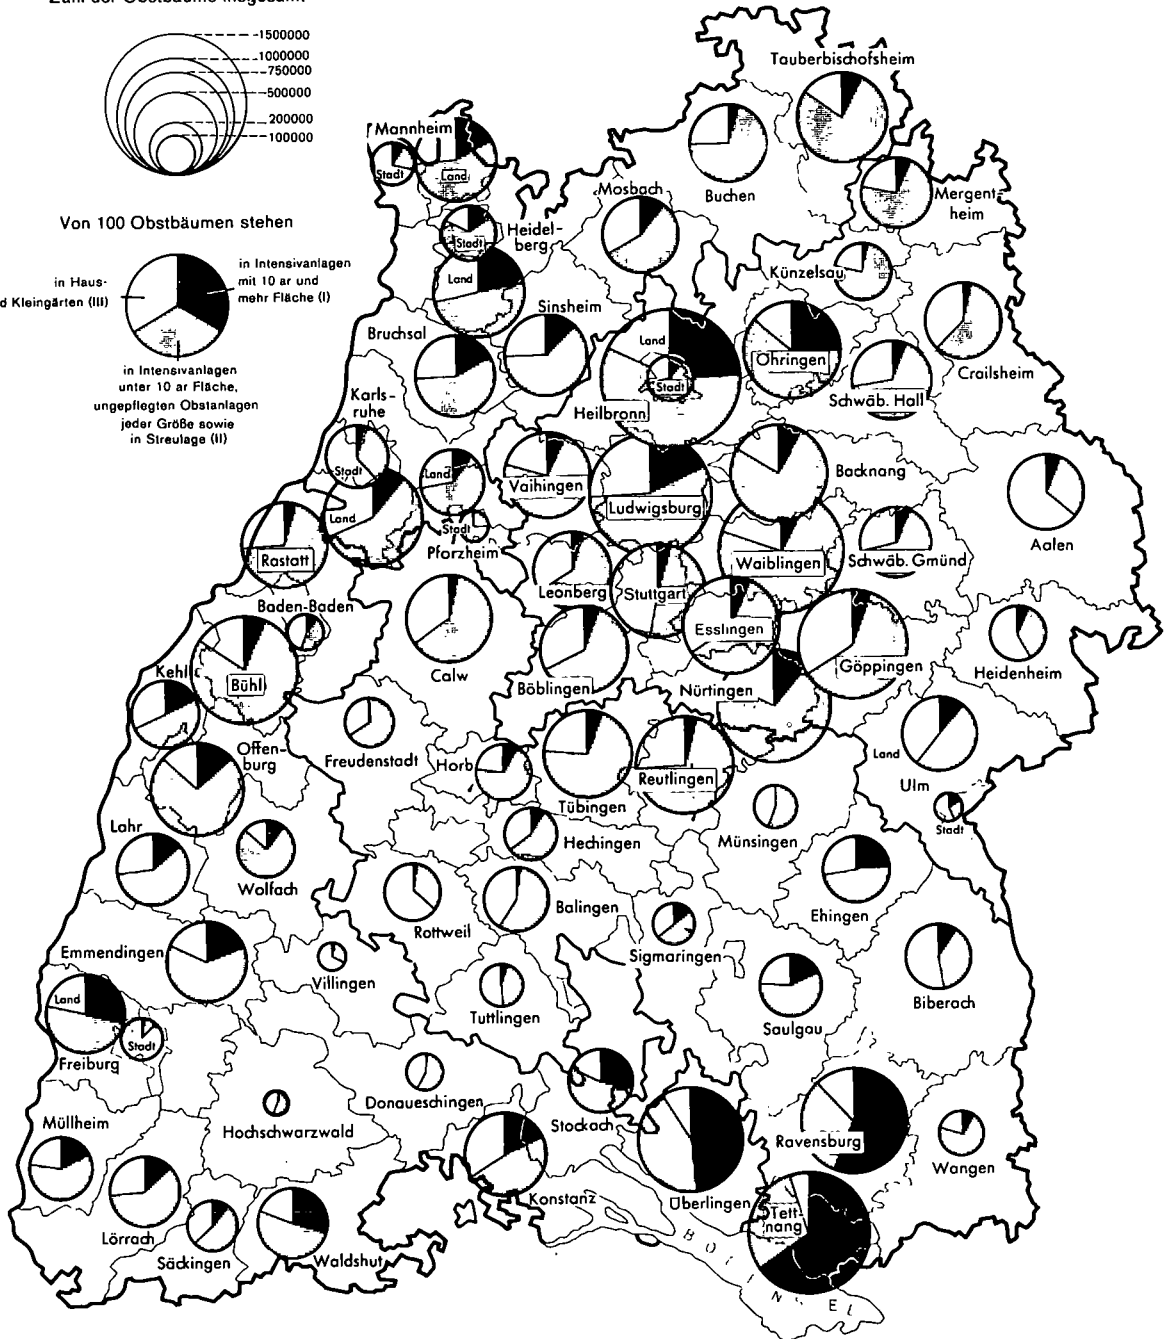 Zahl der Obstbäume insgesamt
1500000
1000000
750000
500000
200000
100000
Von 100 Obstbäumen stehen
in Haus-
d Kleingärten (III)
in Intensivanlagen
mit 10 ar und
mehr Fläche (I)
in Intensivanlagen
unter 10 ar Fläche,
ungepflegten Obstanlagen
jeder Größe sowie
in Streulage (II)
Tauberbischofsheim
Mannheim
Stadt
Land
Buchen
Mergent-
heim
Mosbach
Heidel-
berg
Stadt
Land
Künzelsau
Sinsheim
Bruchsal
Land
Stadt
Heilbronn
Öhringen
Crailsheim
Schwäb. Hall
Karls-
ruhe
Stadt
Land
Land
Stadt
Pforzheim
Vaihingen
Ludwigsburg
Backnang
Aalen
Rastatt
Leonberg
Stuttgart
Waiblingen
Schwäb. Gmünd
Baden-Baden
Esslingen
Göppingen
Heidenheim
Calw
Kehl
Bühl
Böblingen
Nürtingen
Offen-
burg
Freudenstadt
Horb
Tübingen
Reutlingen
Land
Ulm
Stadt
Münsingen
Lahr
Wolfach
Hechingen
Ehingen
Rottweil
Balingen
Sigmaringen
Emmendingen
Villingen
Biberach
Land
Stadt
Freiburg
Tuttlingen
Saulgau
Donaueschingen
Hochschwarzwald
Stockach
Müllheim
Ravensburg
Wangen
Überlingen
Konstanz
Tett-
nang
Lörrach
Säckingen
Waldshut